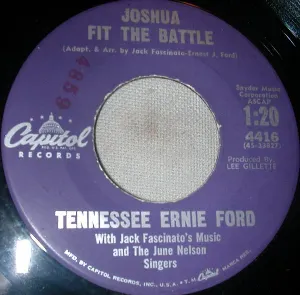 JOSHUA
FIT THE BATTLE
(Adapt. & Arr. by Jack Fascinato-Ernest J. Ford)
4859
Snyder Music
Corporation
ASCAP
1:20
4416
(45-33827)
Produced By
LEE GILLETTE
Capitol
RECORDS
TENNESSEE ERNIE FORD
With Jack Fascinato's Music
and The June Nelson
Singers
MFD. BY CAPITOL RECORDS, INC., U.S.A. • T.M.